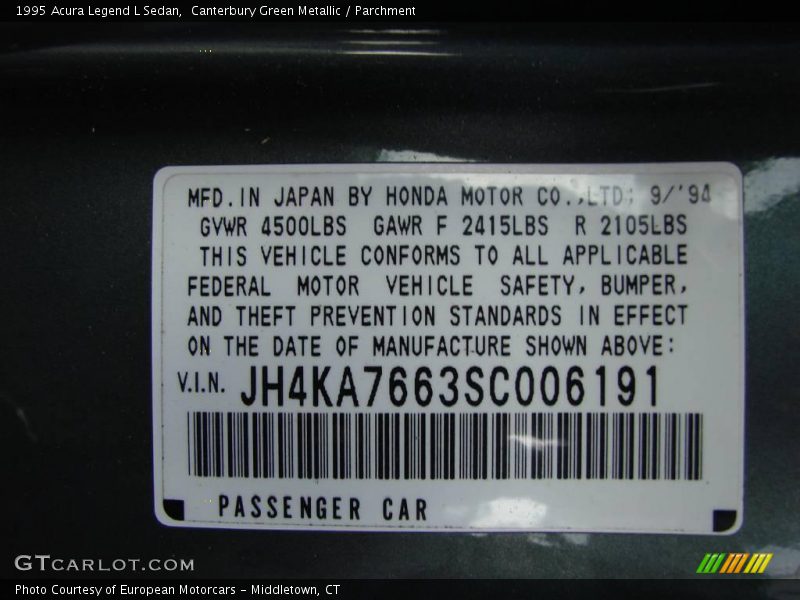 1995 Acura Legend L Sedan,  Canterbury Green Metallic / Parchment
MFD.IN JAPAN BY HONDA MOTOR CO.,LTD; 9/'94
GVWR 4500LBS  GAWR F 2415LBS  R 2105LBS
THIS VEHICLE CONFORMS TO ALL APPLICABLE
FEDERAL MOTOR VEHICLE SAFETY, BUMPER,
AND THEFT PREVENTION STANDARDS IN EFFECT
ON THE DATE OF MANUFACTURE SHOWN ABOVE:
V.I.N. JH4KA7663SC006191
PASSENGER CAR
GTCARLOT.COM
Photo Courtesy of European Motorcars - Middletown, CT